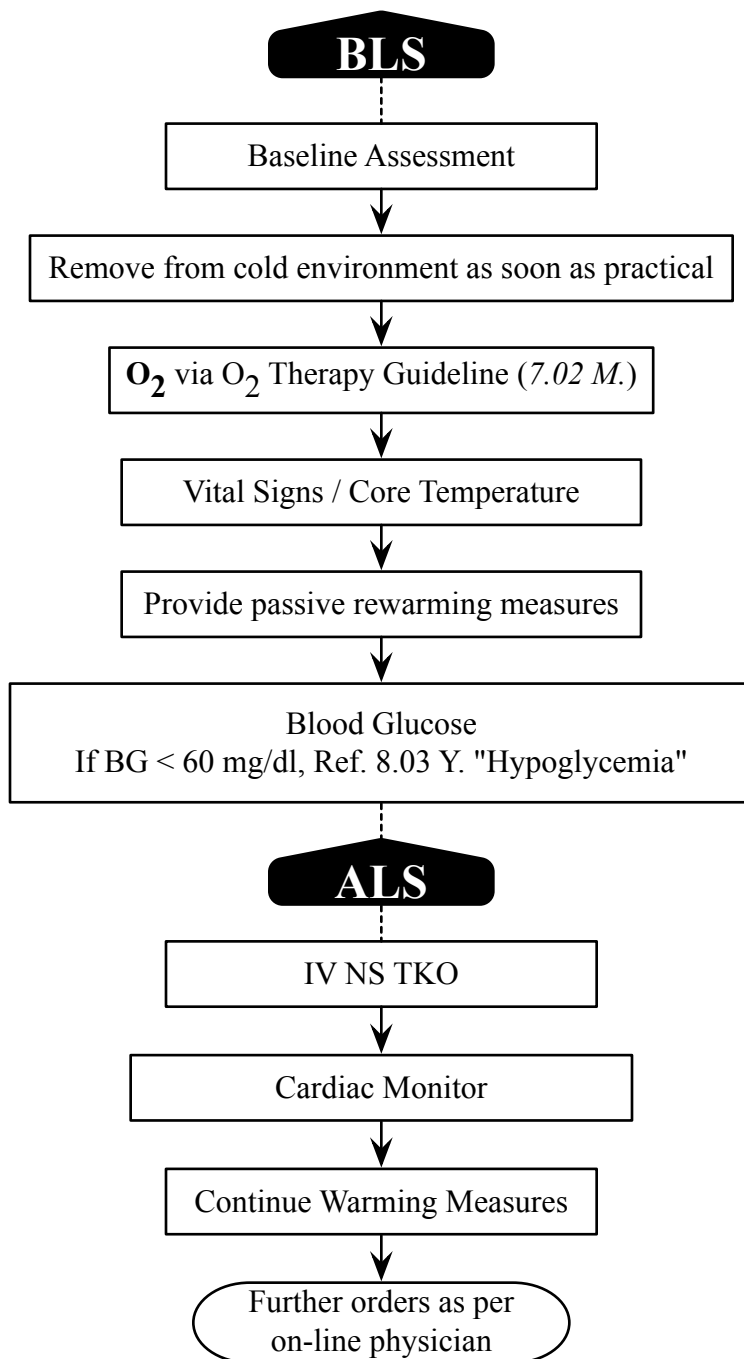 BLS
Baseline Assessment
Remove from cold environment as soon as practical
O2 via O2 Therapy Guideline (7.02 M.)
Vital Signs / Core Temperature
Provide passive rewarming measures
Blood Glucose
If BG < 60 mg/dl, Ref. 8.03 Y. "Hypoglycemia"
ALS
IV NS TKO
Cardiac Monitor
Continue Warming Measures
Further orders as per
on-line physician